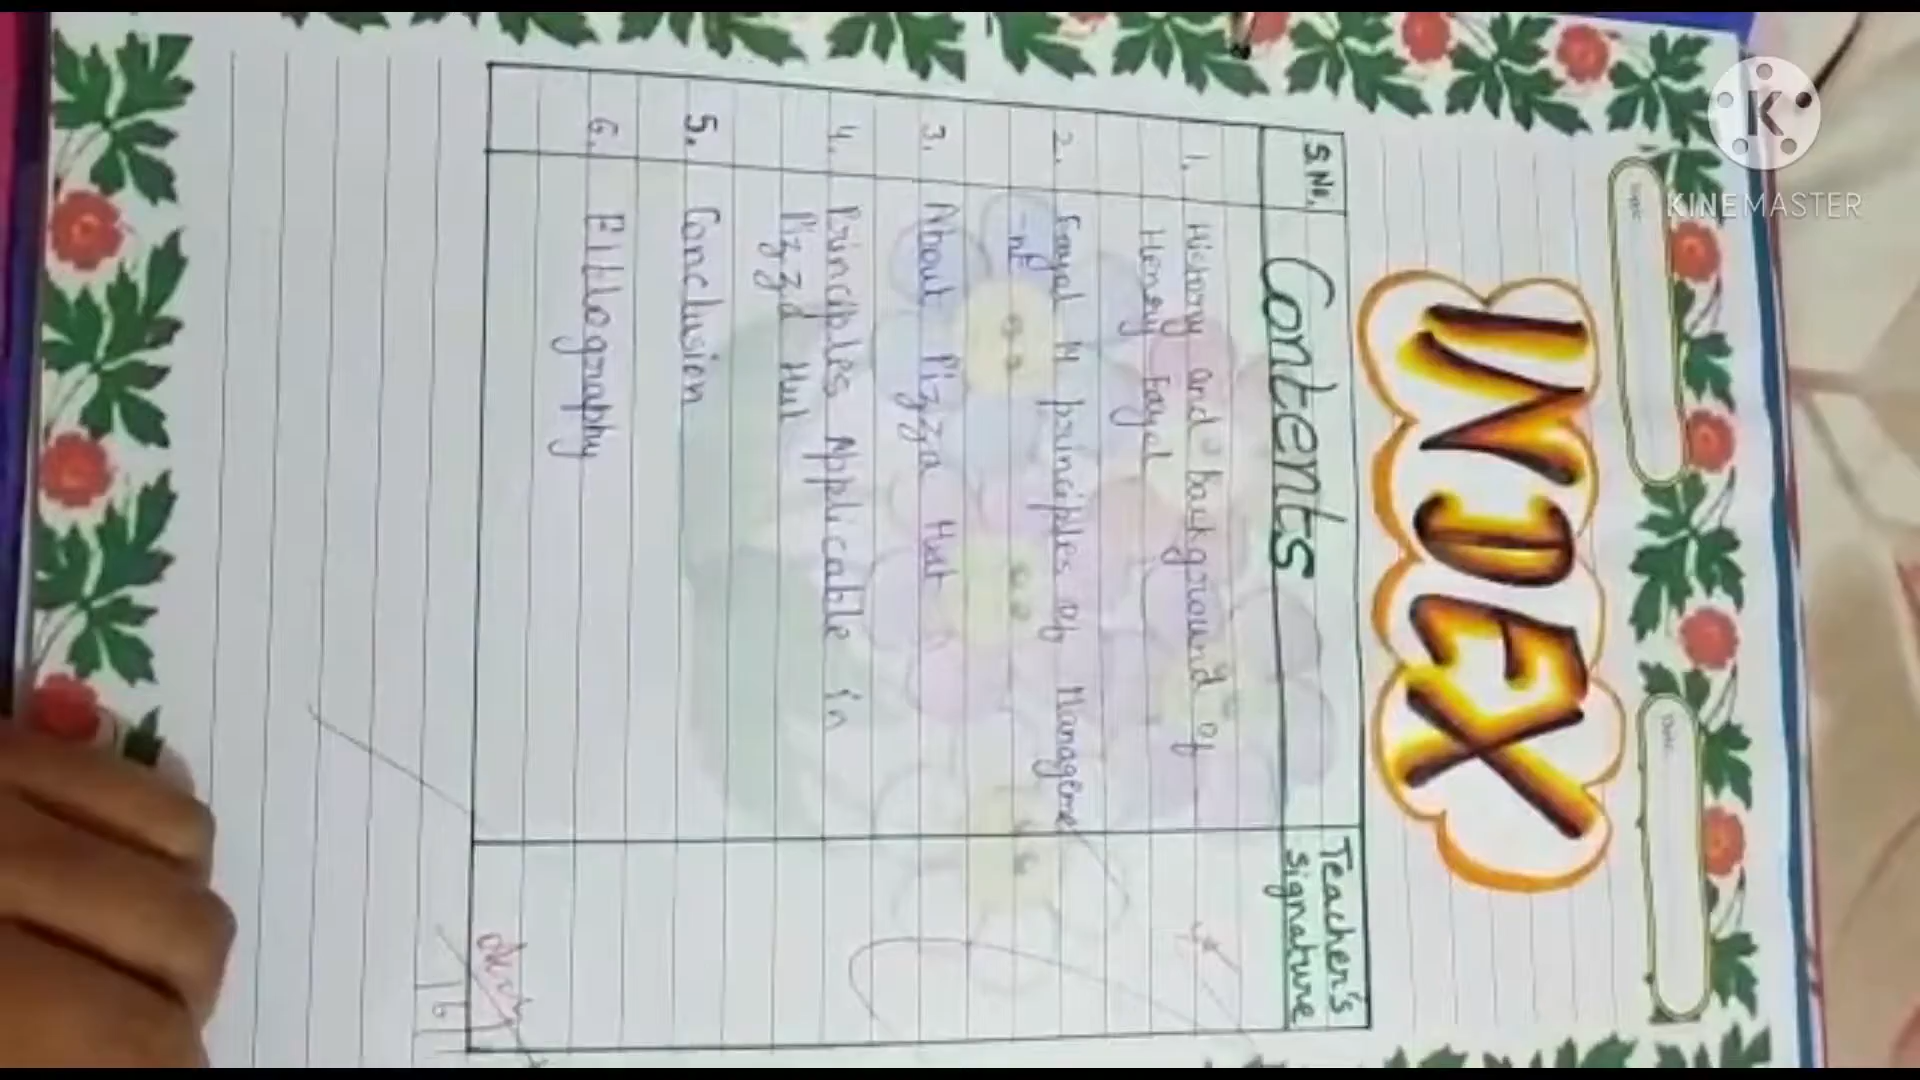 INDEX
S.No.
Contents
Teacher's
signature
1. History and background of
Henry Fayol
2. Fayol 14 principles of Manageme
-nt
3. About Pizza Hut
4. Principles Applicable in
Pizza Hut
5. Conclusion
6. Bibliography
KINEMASTER